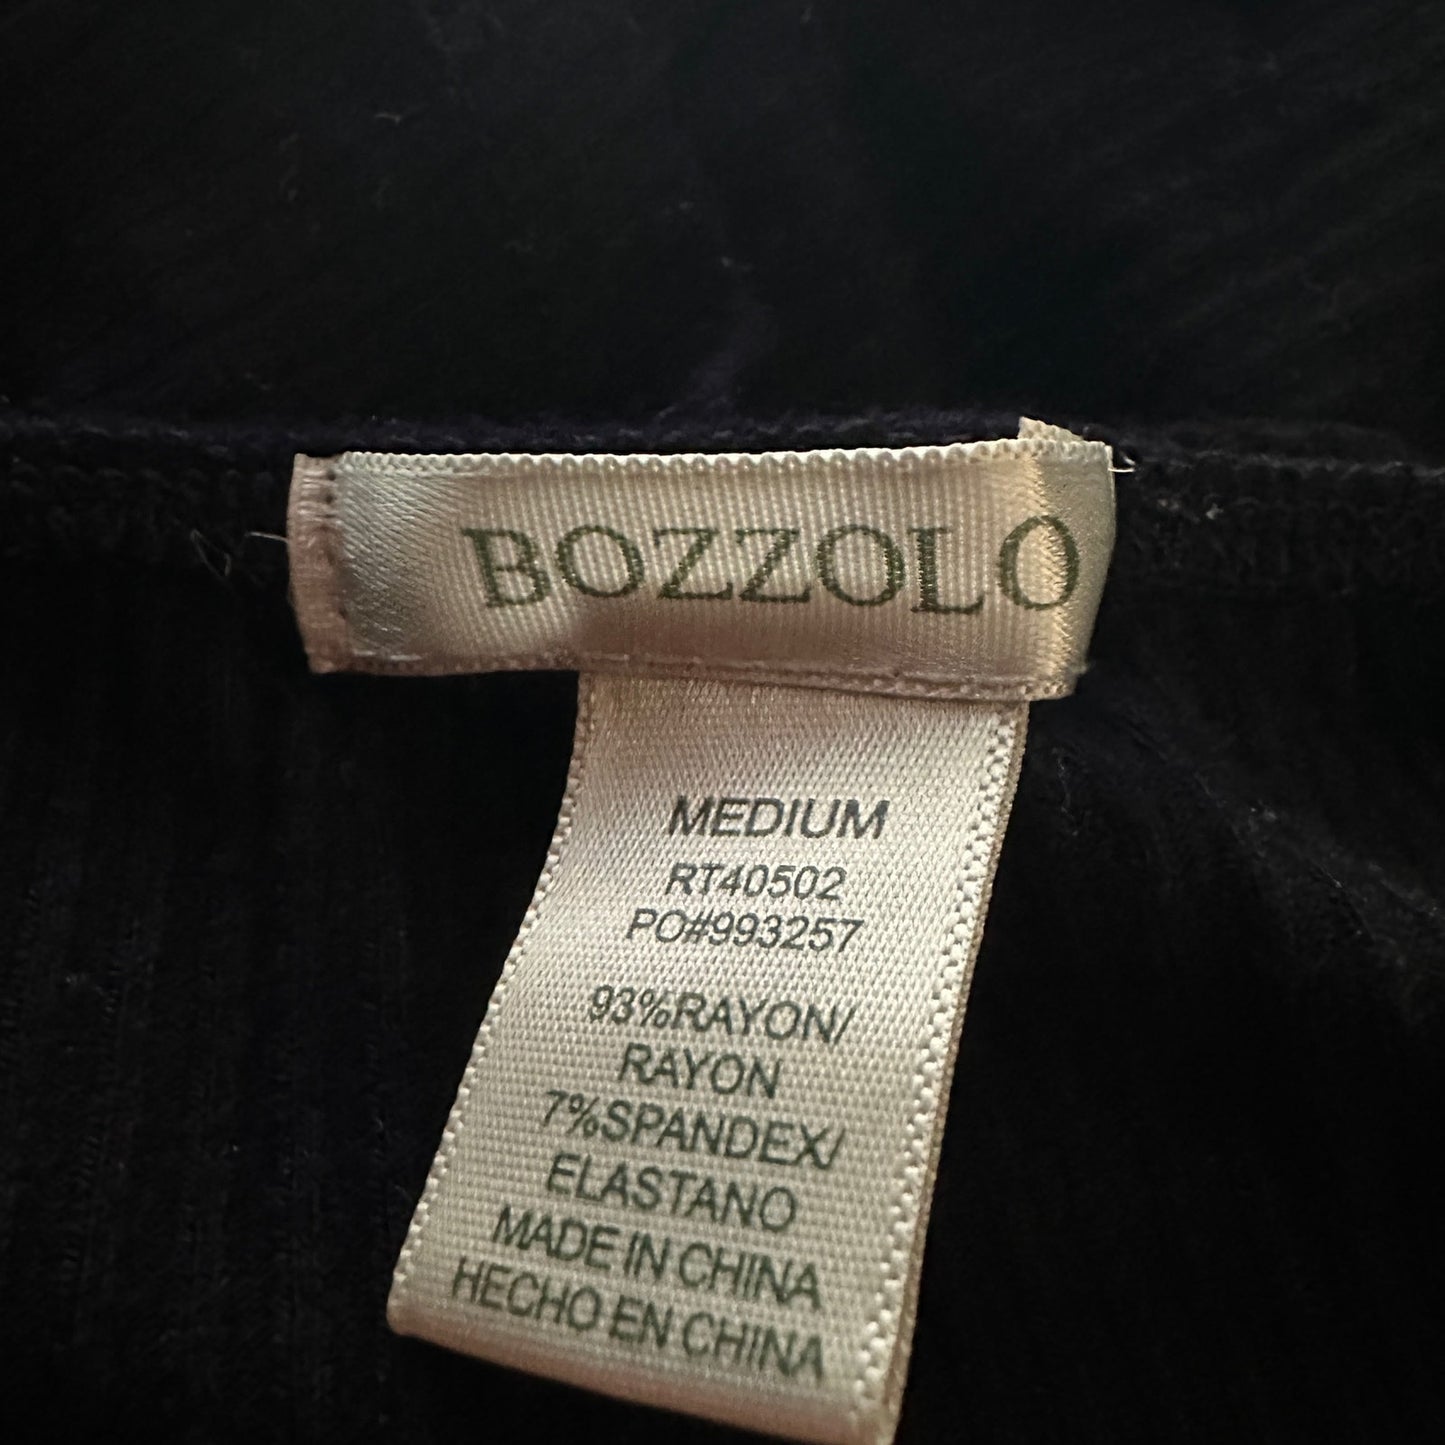 BOZZOLO
MEDIUM
RT40502
PO#993257
93%RAYON/
RAYON
7%SPANDEX/
ELASTANO
MADE IN CHINA
HECHO EN CHINA